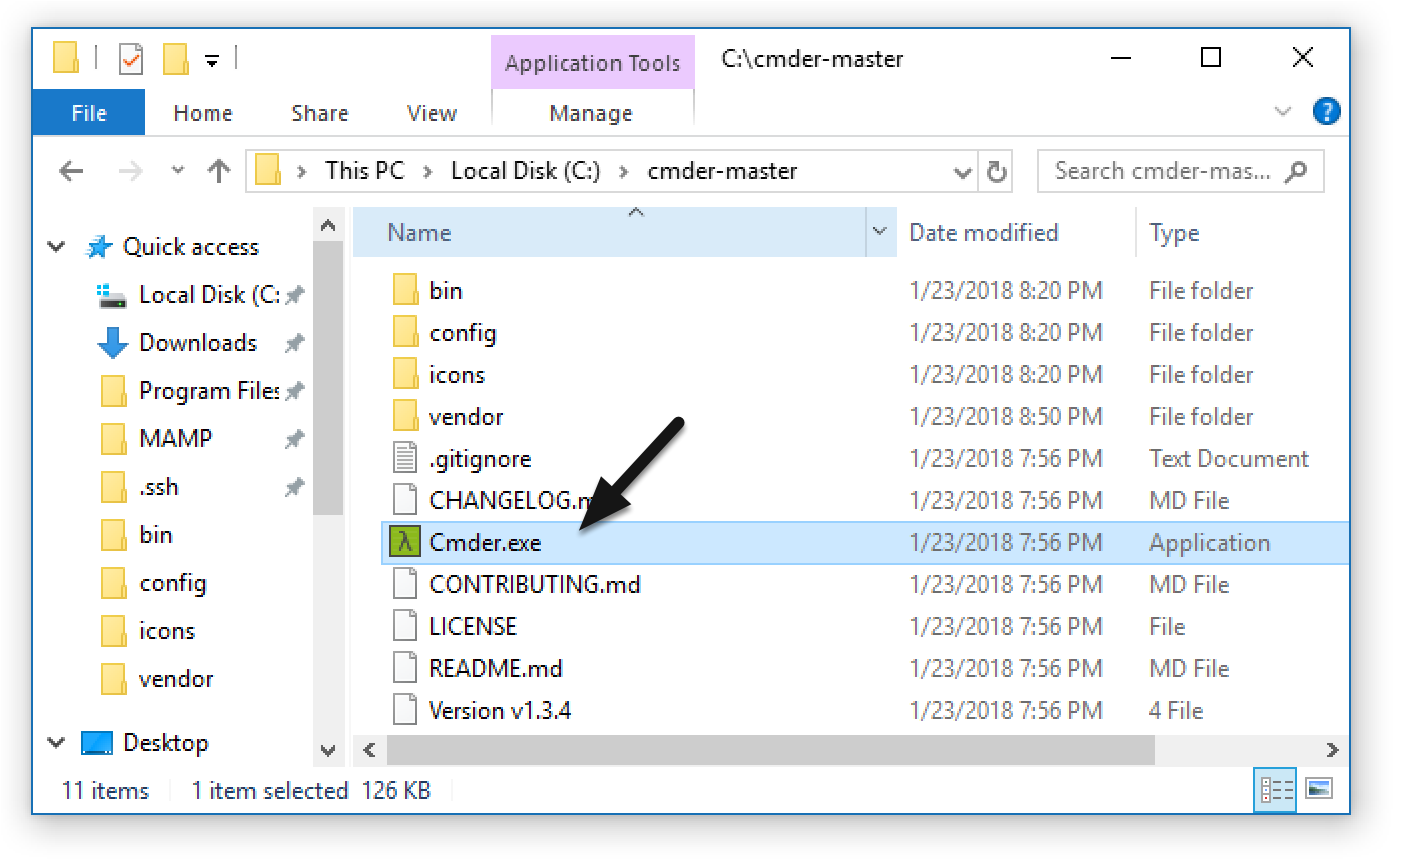 Application Tools C:\cmder-master
File Home Share View Manage
This PC Local Disk (C:) cmder-master Search cmder-mas...
Name Date modified Type
Quick access
Local Disk (C:
Downloads
Program Files
MAMP
.ssh
bin
config
icons
vendor
Desktop
bin 1/23/2018 8:20 PM File folder
config 1/23/2018 8:20 PM File folder
icons 1/23/2018 8:20 PM File folder
vendor 1/23/2018 8:50 PM File folder
.gitignore 1/23/2018 7:56 PM Text Document
CHANGELOG.m 1/23/2018 7:56 PM MD File
λ Cmder.exe 1/23/2018 7:56 PM Application
CONTRIBUTING.md 1/23/2018 7:56 PM MD File
LICENSE 1/23/2018 7:56 PM File
README.md 1/23/2018 7:56 PM MD File
Version v1.3.4 1/23/2018 7:56 PM 4 File
11 items 1 item selected 126 KB